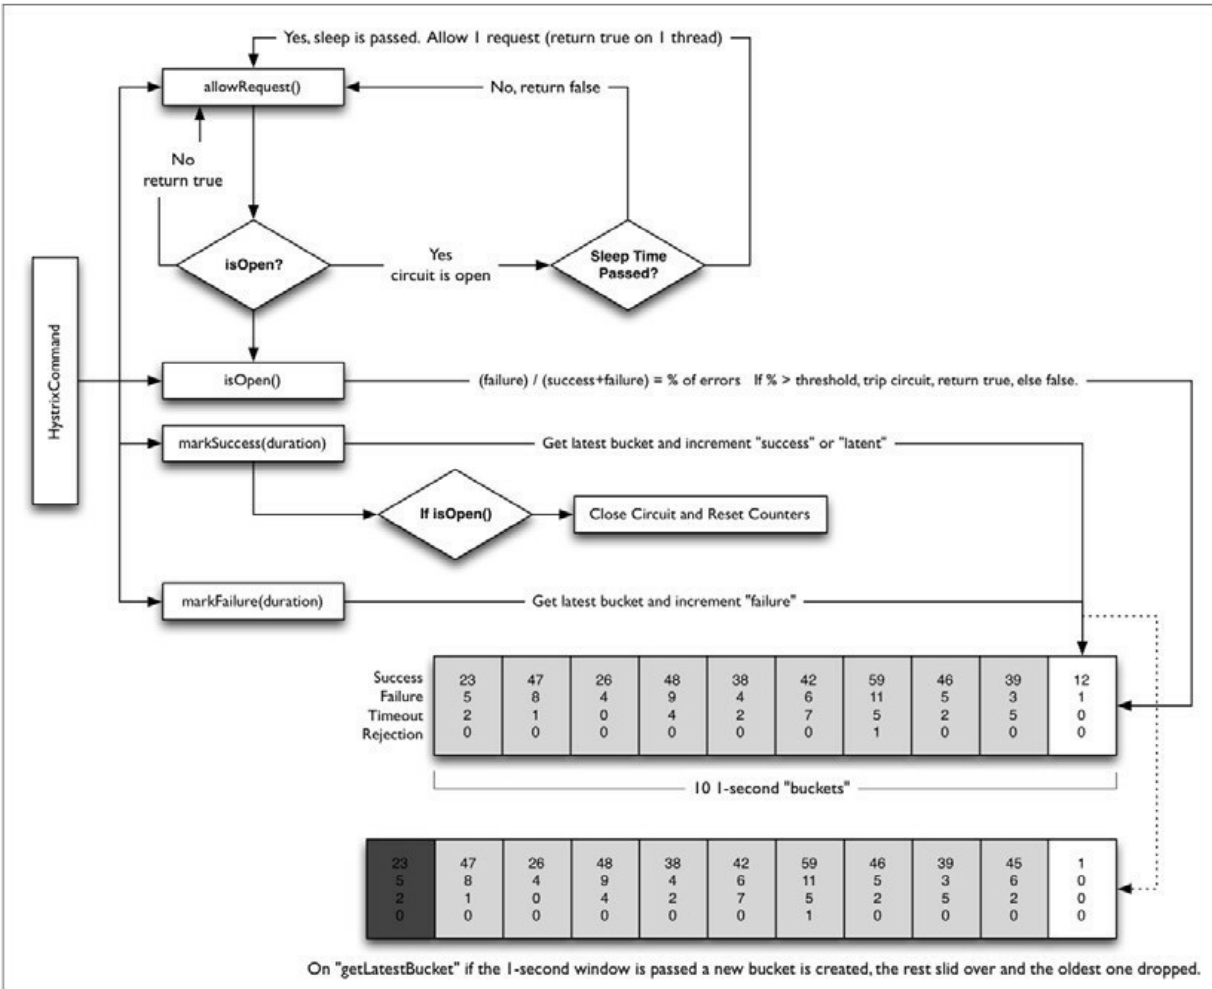 Yes, sleep is passed. Allow 1 request (return true on 1 thread)
allowRequest()
No, return false
No
return true
isOpen?
Yes
circuit is open
Sleep Time
Passed?
HystrixCommand
isOpen()
(failure) / (success+failure) = % of errors If % > threshold, trip circuit, return true, else false.
markSuccess(duration)
Get latest bucket and increment "success" or "latent"
If isOpen()
Close Circuit and Reset Counters
markFailure(duration)
Get latest bucket and increment "failure"
Success 23 47 26 48 38 42 59 46 39 12
Failure 5 8 4 9 4 6 11 5 3 1
Timeout 2 1 0 4 2 7 5 2 5 0
Rejection 0 0 0 0 0 0 1 0 0 0
10 1-second "buckets"
23 47 26 48 38 42 59 46 39 45 1
5 8 4 9 4 6 11 5 3 6 0
2 1 0 4 2 7 5 2 5 2 0
0 0 0 0 0 0 1 0 0 0 0
On "getLatestBucket" if the 1-second window is passed a new bucket is created, the rest slid over and the oldest one dropped.